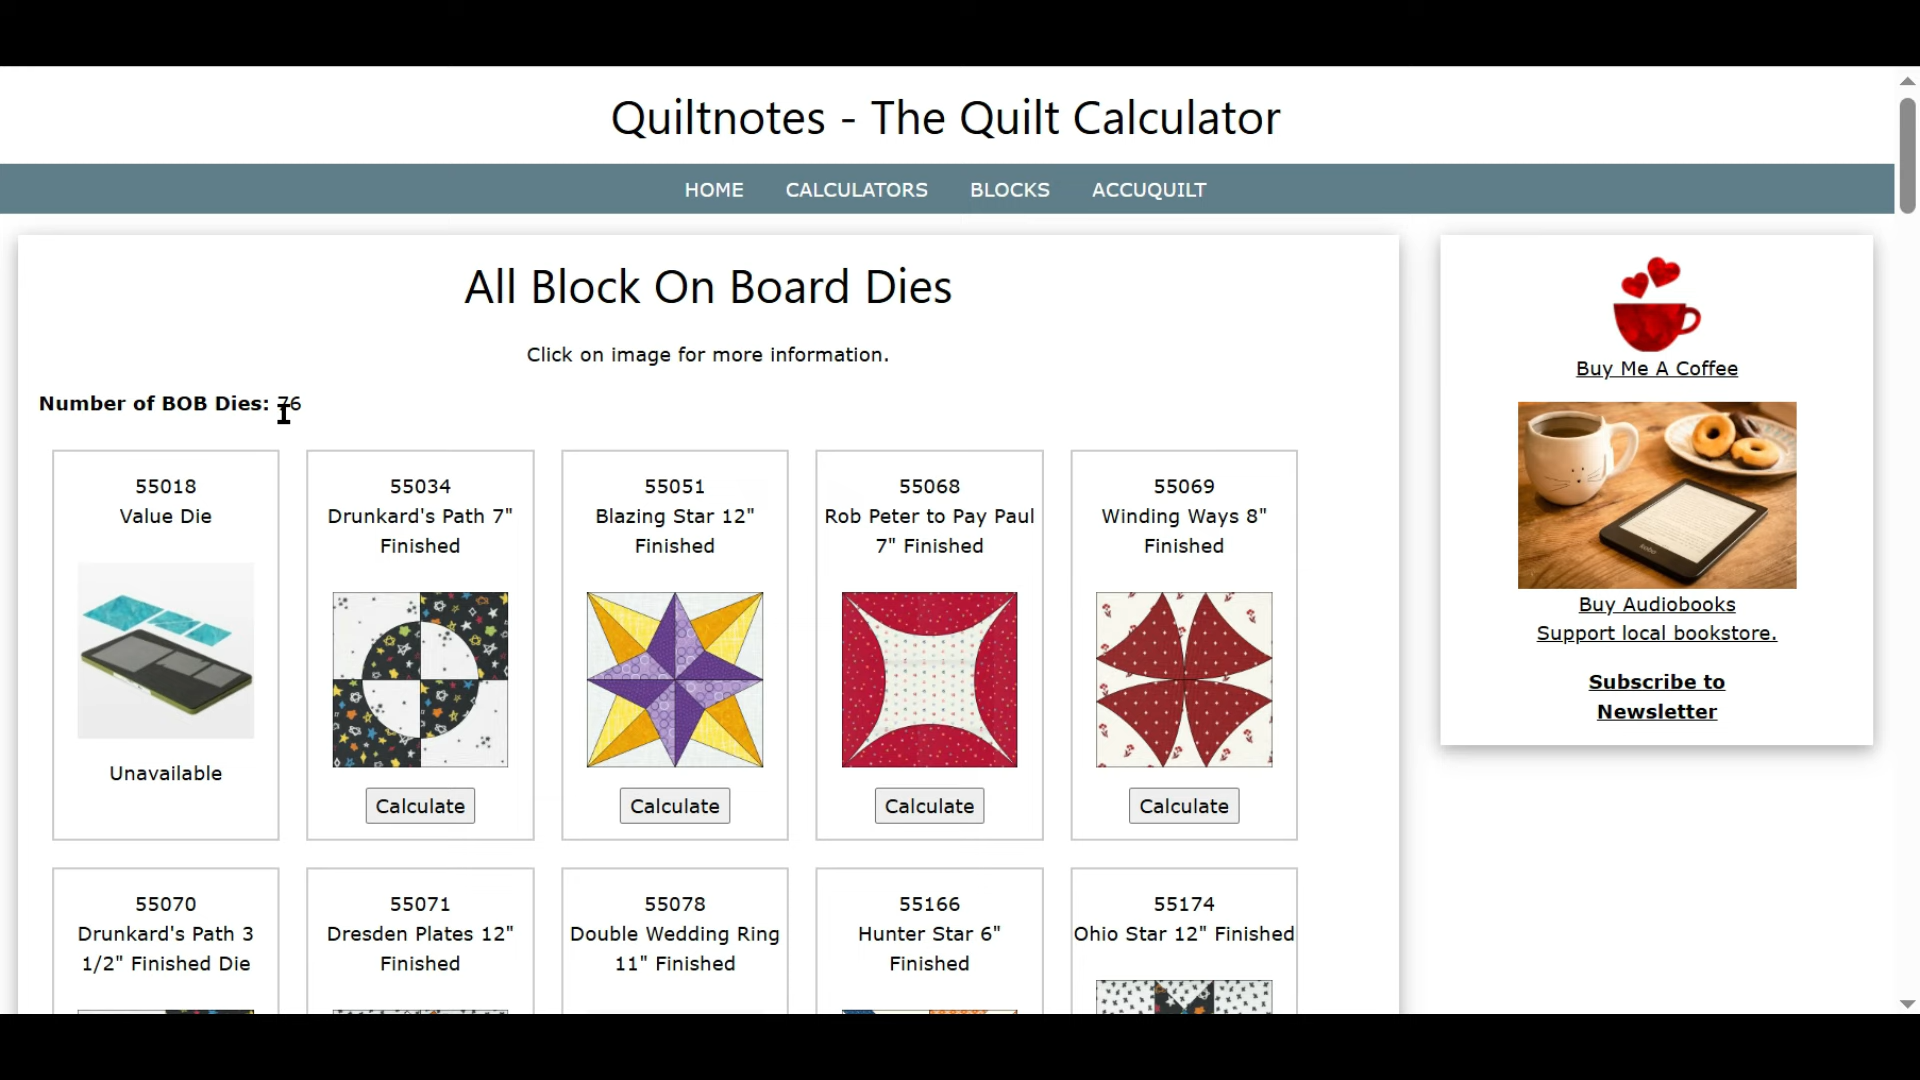 Quiltnotes - The Quilt Calculator
HOME CALCULATORS BLOCKS ACCUQUILT
All Block On Board Dies
Click on image for more information.
Number of BOB Dies: 76
55018
Value Die
Unavailable
55034
Drunkard's Path 7"
Finished
Calculate
55051
Blazing Star 12"
Finished
Calculate
55068
Rob Peter to Pay Paul
7" Finished
Calculate
55069
Winding Ways 8"
Finished
Calculate
55070
Drunkard's Path 3
1/2" Finished Die
55071
Dresden Plates 12"
Finished
55078
Double Wedding Ring
11" Finished
55166
Hunter Star 6"
Finished
55174
Ohio Star 12" Finished
Buy Me A Coffee
kobo
Buy Audiobooks
Support local bookstore.
Subscribe to
Newsletter